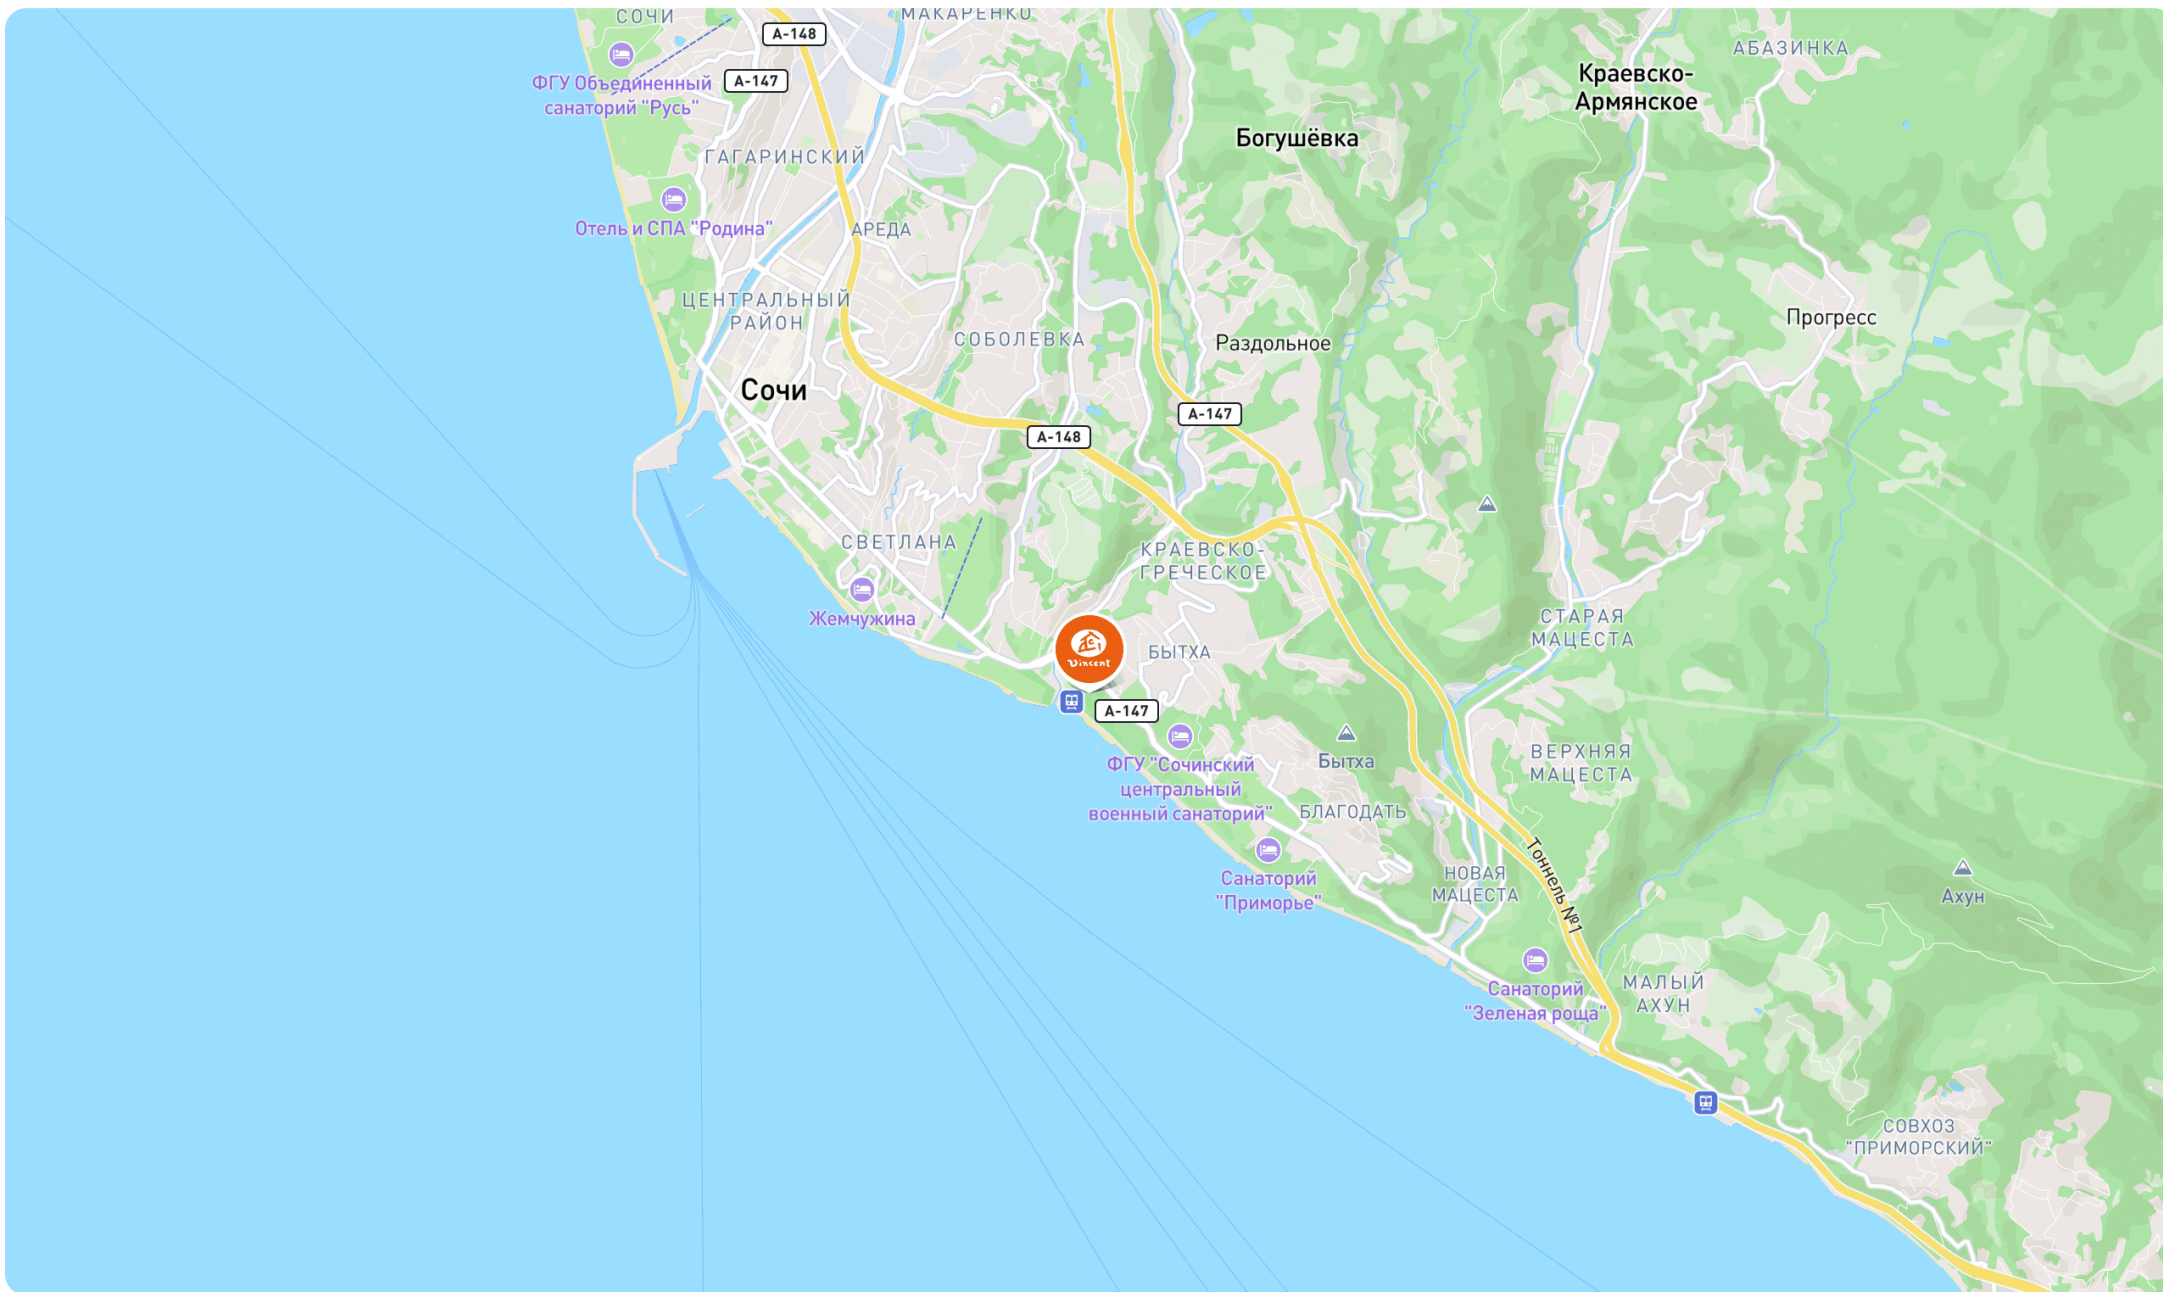 СОЧИ
МАКАРЕНКО
А-148
АБАЗИНКА
ФГУ Объединенный
санаторий "Русь"
А-147
Краевско-
Армянское
Богушёвка
ГАГАРИНСКИЙ
Отель и СПА "Родина"
АРЕДА
ЦЕНТРАЛЬНЫЙ
РАЙОН
СОБОЛЕВКА
Раздольное
Прогресс
Сочи
А-147
А-148
СВЕТЛАНА
КРАЕВСКО-
ГРЕЧЕСКОЕ
Жемчужина
СТАРАЯ
МАЦЕСТА
Vincent
БЫТХА
А-147
ФГУ "Сочинский
центральный
военный санаторий"
Бытха
ВЕРХНЯЯ
МАЦЕСТА
БЛАГОДАТЬ
Тоннель №1
Санаторий
"Приморье"
НОВАЯ
МАЦЕСТА
Ахун
Санаторий
"Зеленая роща"
МАЛЫЙ
АХУН
СОВХОЗ
"ПРИМОРСКИЙ"